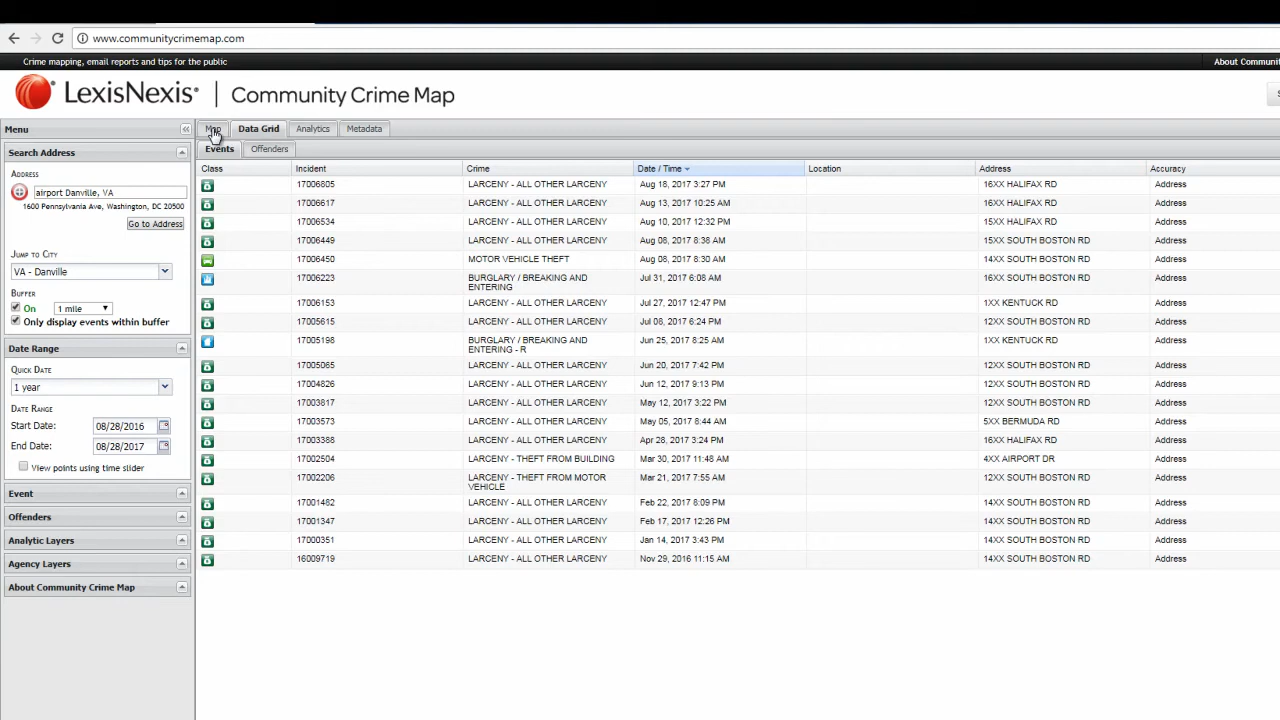 www.communitycrimemap.com
Crime mapping, email reports and tips for the public
About Communi
LexisNexis® | Community Crime Map
Menu
Data Grid Analytics Metadata
Search Address
Events Offenders
Class Incident Crime Date / Time Location Address Accuracy
Address
airport Danville, VA
1600 Pennsylvania Ave, Washington, DC 20500
Go to Address
Jump to City
VA - Danville
Buffer
On 1 mile
Only display events within buffer
Date Range
Quick Date
1 year
Date Range
Start Date: 08/28/2016
End Date: 08/28/2017
View points using time slider
Event
Offenders
Analytic Layers
Agency Layers
About Community Crime Map
17006805 LARCENY - ALL OTHER LARCENY Aug 18, 2017 3:27 PM 16XX HALIFAX RD Address
17006617 LARCENY - ALL OTHER LARCENY Aug 13, 2017 10:25 AM 16XX HALIFAX RD Address
17006534 LARCENY - ALL OTHER LARCENY Aug 10, 2017 12:32 PM 15XX HALIFAX RD Address
17006449 LARCENY - ALL OTHER LARCENY Aug 08, 2017 8:38 AM 15XX SOUTH BOSTON RD Address
17006450 MOTOR VEHICLE THEFT Aug 08, 2017 8:30 AM 14XX SOUTH BOSTON RD Address
17006223 BURGLARY / BREAKING AND Jul 31, 2017 6:08 AM 16XX SOUTH BOSTON RD Address
ENTERING
17006153 LARCENY - ALL OTHER LARCENY Jul 27, 2017 12:47 PM 1XX KENTUCK RD Address
17005615 LARCENY - ALL OTHER LARCENY Jul 08, 2017 6:24 PM 12XX SOUTH BOSTON RD Address
17005198 BURGLARY / BREAKING AND Jun 25, 2017 8:25 AM 1XX KENTUCK RD Address
ENTERING - R
17005065 LARCENY - ALL OTHER LARCENY Jun 20, 2017 7:42 PM 12XX SOUTH BOSTON RD Address
17004826 LARCENY - ALL OTHER LARCENY Jun 12, 2017 9:13 PM 12XX SOUTH BOSTON RD Address
17003817 LARCENY - ALL OTHER LARCENY May 12, 2017 3:22 PM 12XX SOUTH BOSTON RD Address
17003573 LARCENY - ALL OTHER LARCENY May 05, 2017 8:44 AM 5XX BERMUDA RD Address
17003388 LARCENY - ALL OTHER LARCENY Apr 28, 2017 3:24 PM 16XX HALIFAX RD Address
17002504 LARCENY - THEFT FROM BUILDING Mar 30, 2017 11:48 AM 4XX AIRPORT DR Address
17002206 LARCENY - THEFT FROM MOTOR Mar 21, 2017 7:55 AM 14XX SOUTH BOSTON RD Address
VEHICLE
17001482 LARCENY - ALL OTHER LARCENY Feb 22, 2017 8:09 PM 14XX SOUTH BOSTON RD Address
17001347 LARCENY - ALL OTHER LARCENY Feb 17, 2017 12:26 PM 14XX SOUTH BOSTON RD Address
17000351 LARCENY - ALL OTHER LARCENY Jan 14, 2017 3:43 PM 14XX SOUTH BOSTON RD Address
16009719 LARCENY - ALL OTHER LARCENY Nov 29, 2016 11:15 AM 14XX SOUTH BOSTON RD Address